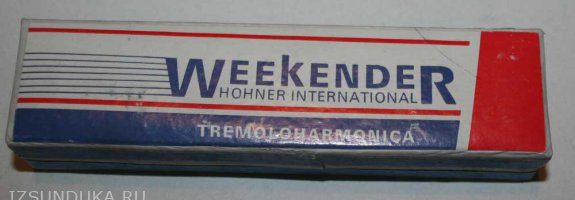 WEEKENDER
HOHNER INTERNATIONAL
TREMOLOHARMONICA
IZSUNDUKA.RU